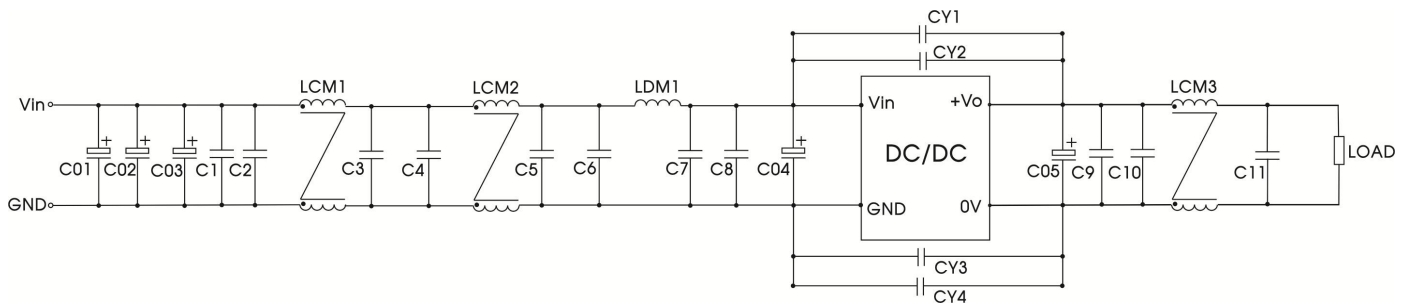 CY1
CY2
LCM1
LCM2
LDM1
LCM3
Vin
Vin
+Vo
+
+
+
+
+
DC/DC
C01
C02
C03
C1
C2
C3
C4
C5
C6
C7
C8
C04
C05
C9
C10
C11
LOAD
GND
GND
0V
CY3
CY4